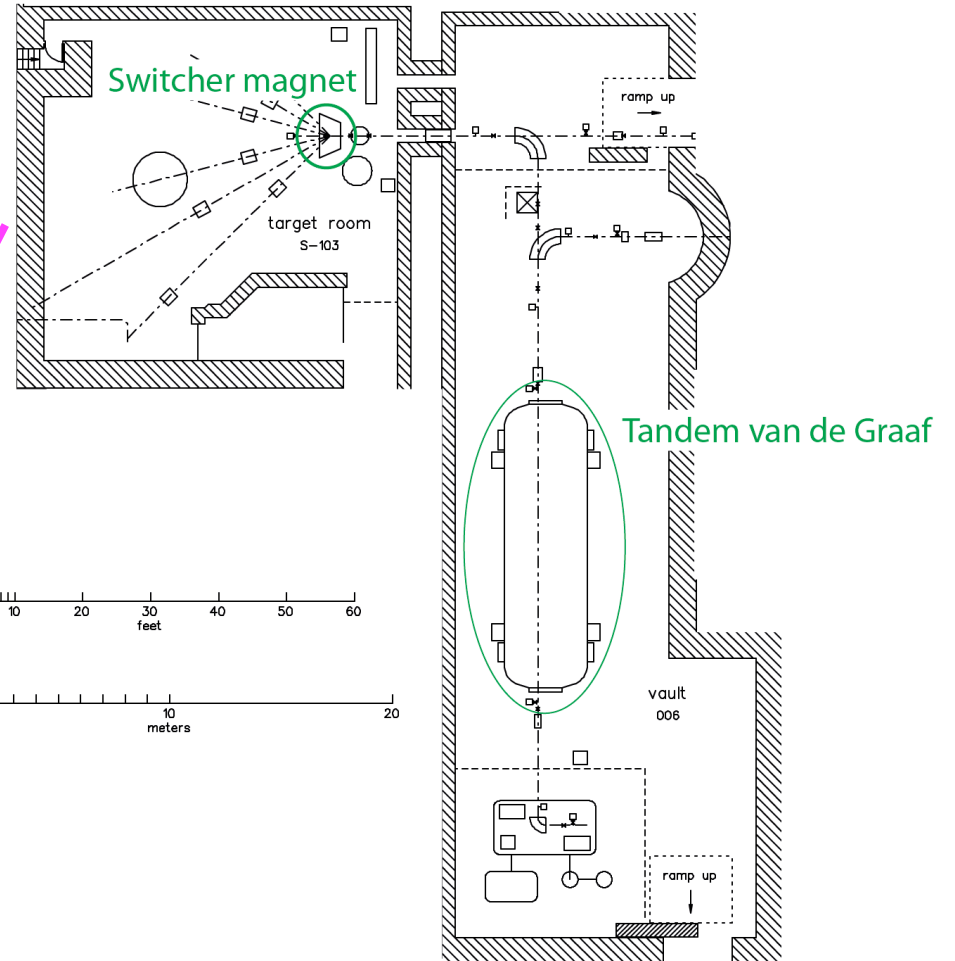 Switcher magnet
ramp up
target room
S-103
Tandem van de Graaf
10 20 30 40 50 60
feet
vault
006
10 20
meters
ramp up